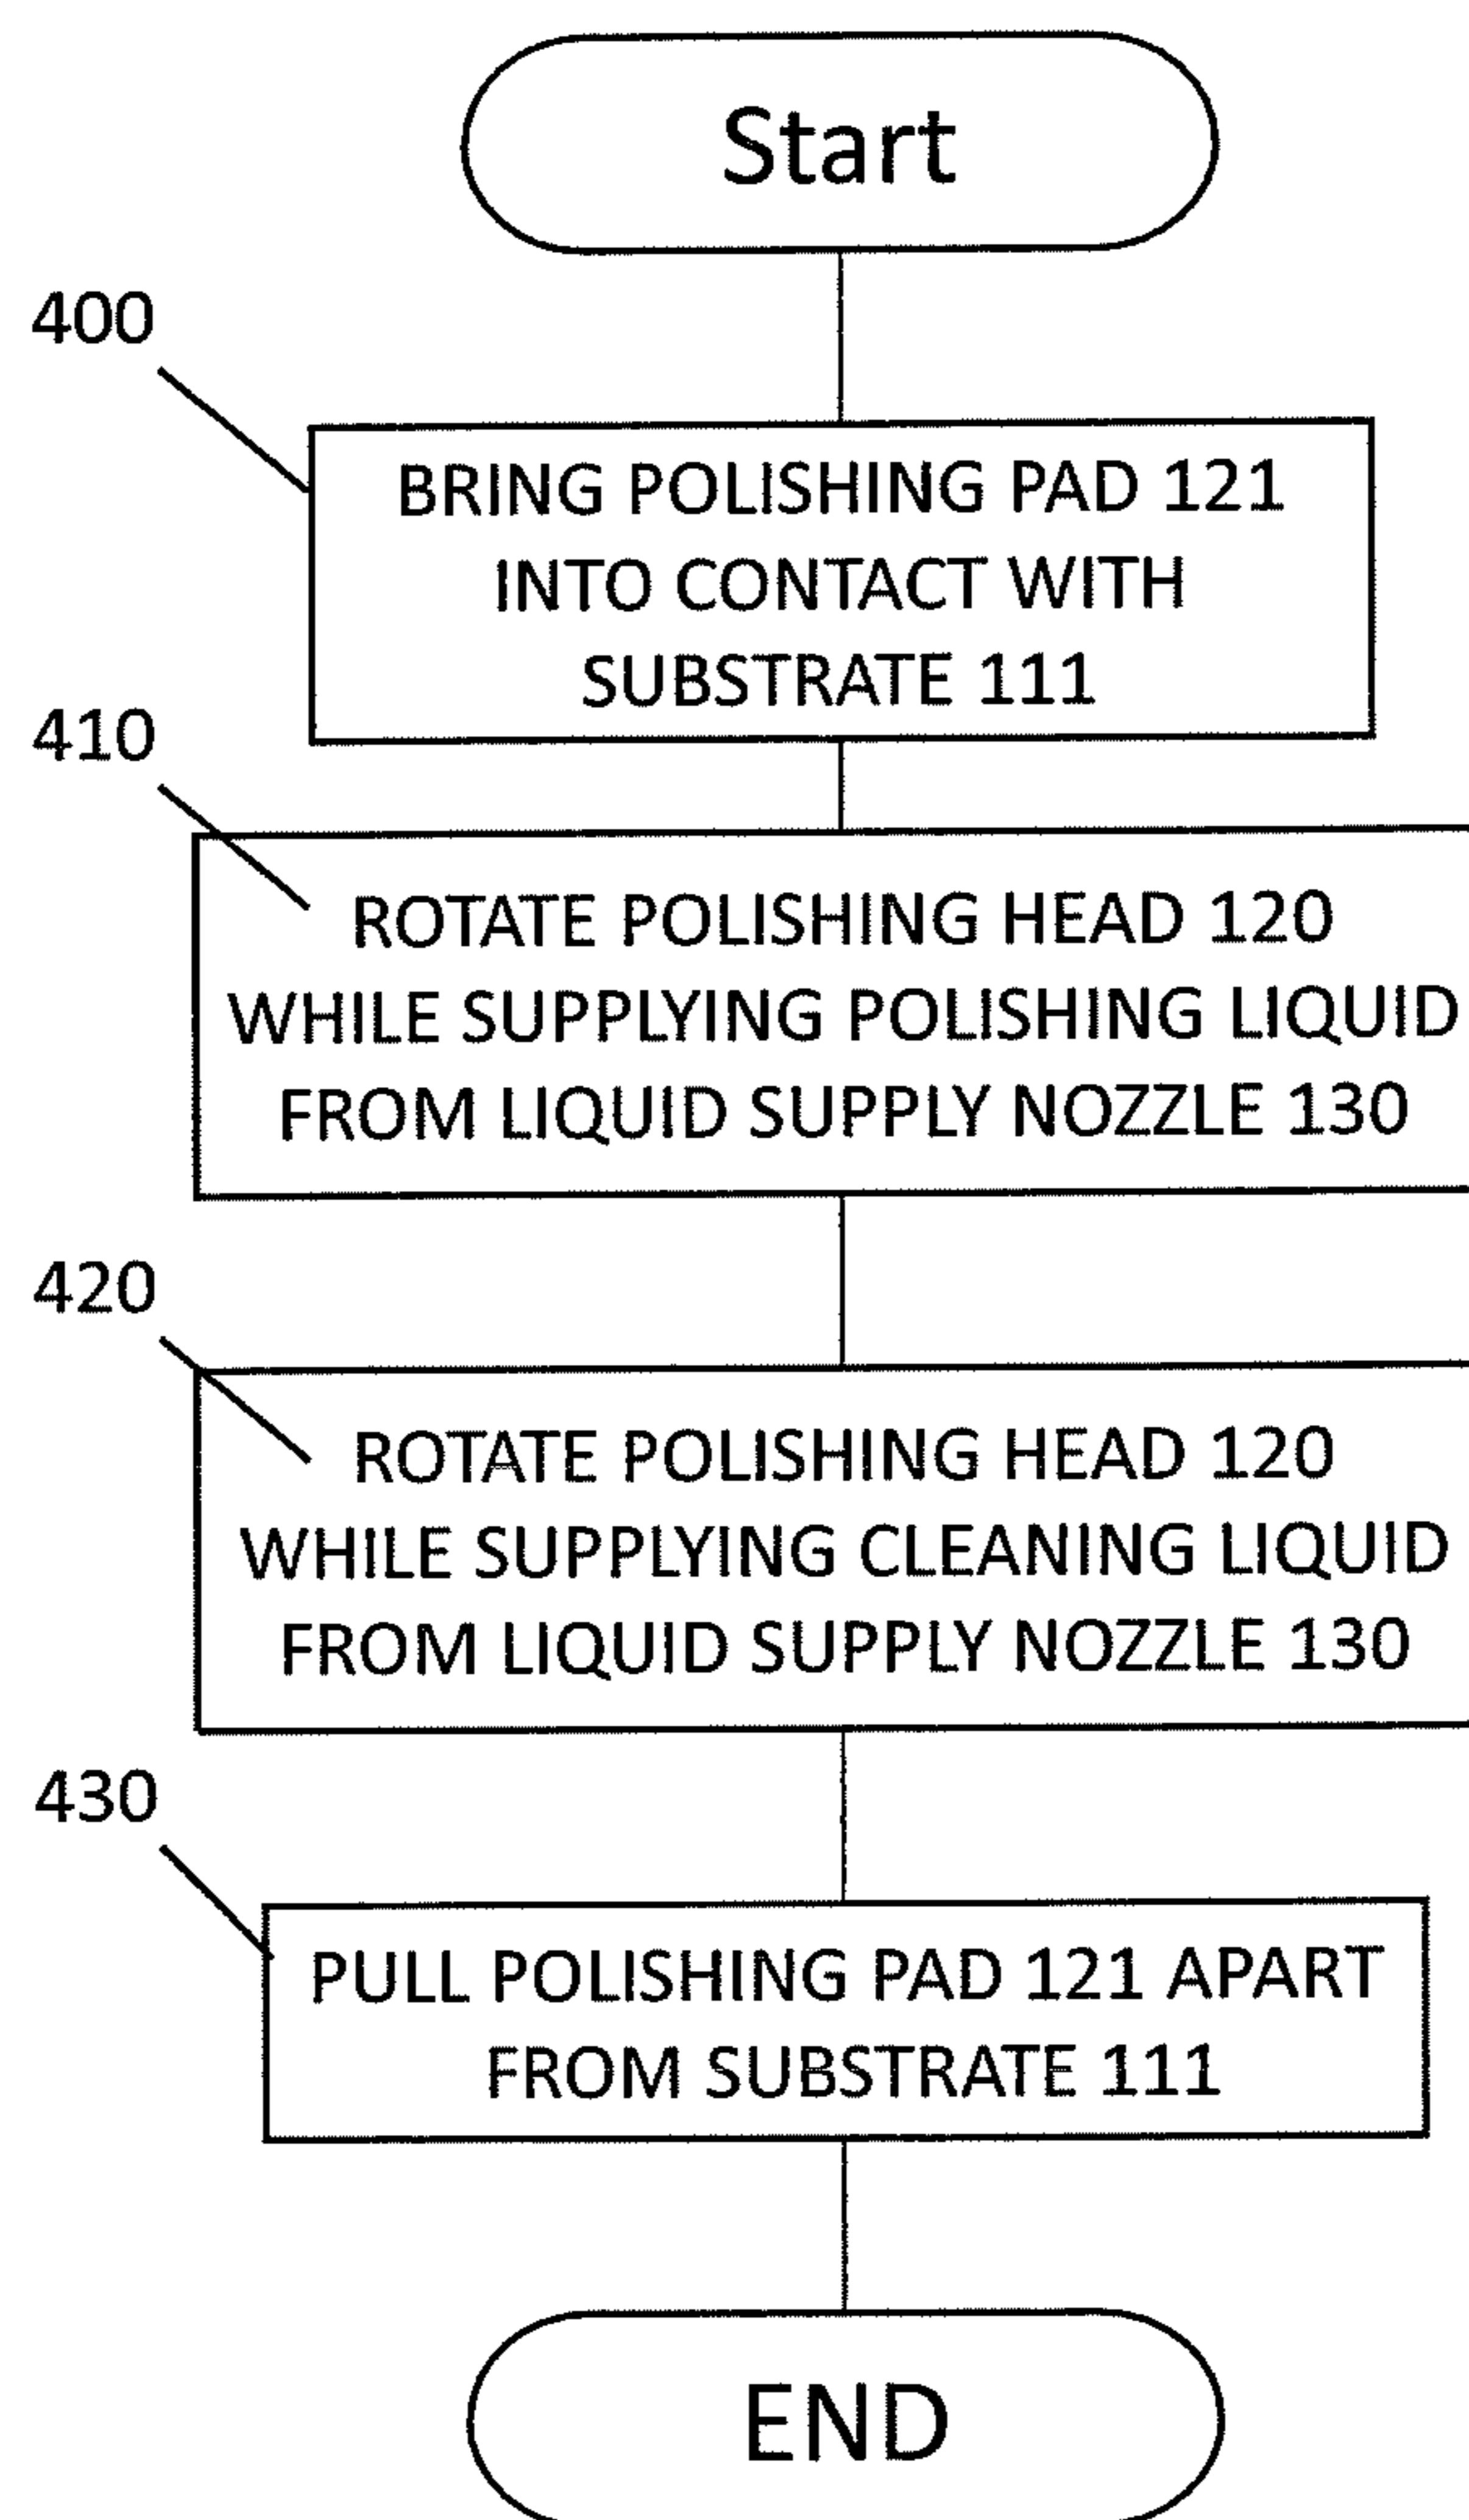 Start
400
BRING POLISHING PAD 121
INTO CONTACT WITH
SUBSTRATE 111
410
ROTATE POLISHING HEAD 120
WHILE SUPPLYING POLISHING LIQUID
FROM LIQUID SUPPLY NOZZLE 130
420
ROTATE POLISHING HEAD 120
WHILE SUPPLYING CLEANING LIQUID
FROM LIQUID SUPPLY NOZZLE 130
430
PULL POLISHING PAD 121 APART
FROM SUBSTRATE 111
END